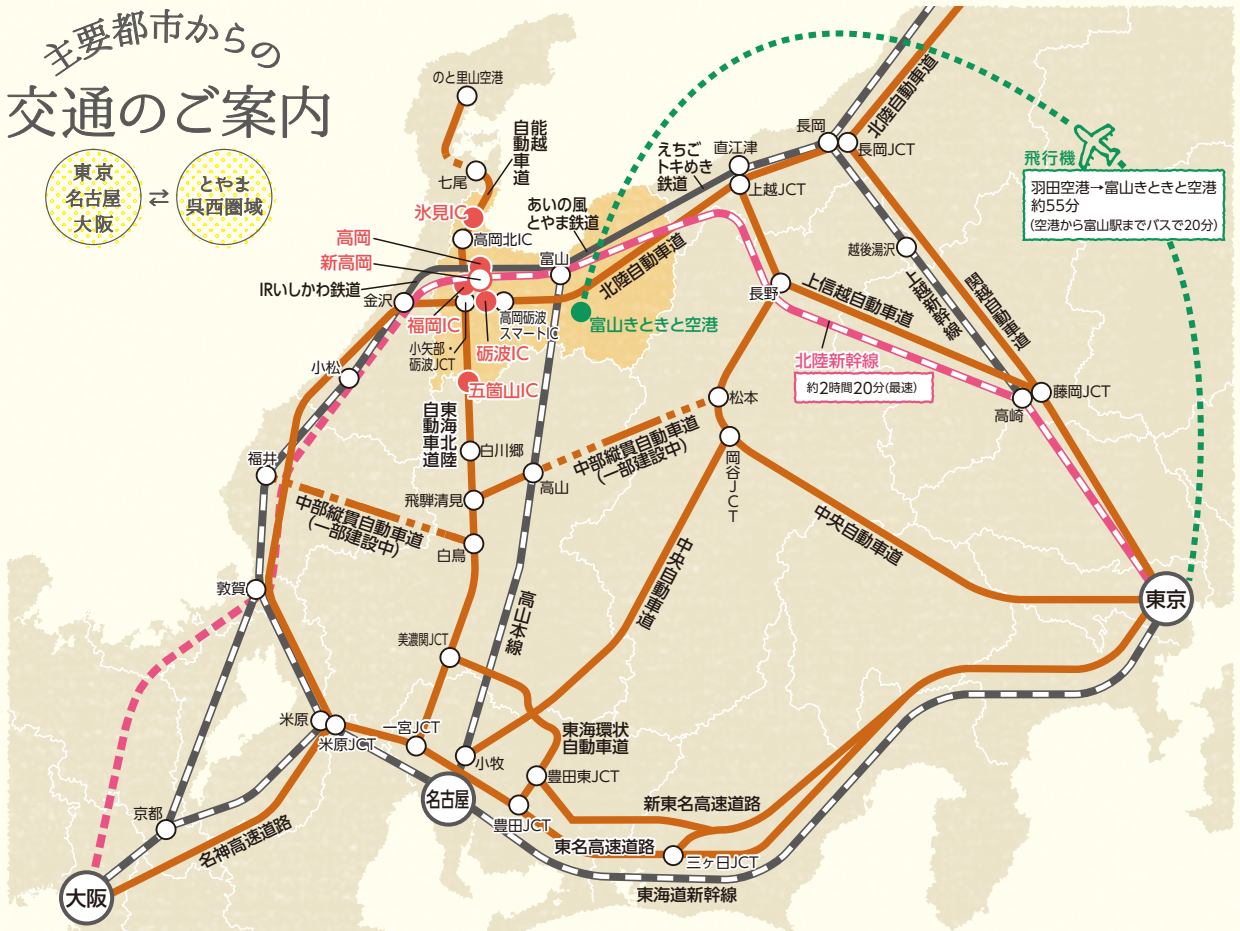 主要都市からの
交通のご案内
東京
名古屋
大阪
⇄
とやま
呉西圏域
のと里山空港
能越
自動車道
七尾
氷見IC
高岡北IC
高岡
新高岡
IRいしかわ鉄道
金沢
福岡IC
小矢部・
砺波JCT
砺波IC
高岡砺波
スマートIC
五箇山IC
富山
あいの風
とやま鉄道
えちご
トキめき
鉄道
直江津
上越JCT
北陸自動車道
富山きときと空港
長岡
長岡JCT
北陸自動車道
飛行機
羽田空港→富山きときと空港
約55分
(空港から富山駅までバスで20分)
越後湯沢
上越新幹線
関越自動車道
長野
上信越自動車道
北陸新幹線
約2時間20分(最速)
高崎
藤岡JCT
小松
福井
東海北陸
自動車道
白川郷
飛騨清見
高山
中部縦貫自動車道
(一部建設中)
松本
岡谷JCT
中部縦貫自動車道
(一部建設中)
白鳥
中央自動車道
中央自動車道
敦賀
美濃関JCT
高山本線
東京
米原
米原JCT
一宮JCT
小牧
東海環状
自動車道
名古屋
豊田東JCT
豊田JCT
新東名高速道路
東名高速道路
三ヶ日JCT
東海道新幹線
京都
名神高速道路
大阪